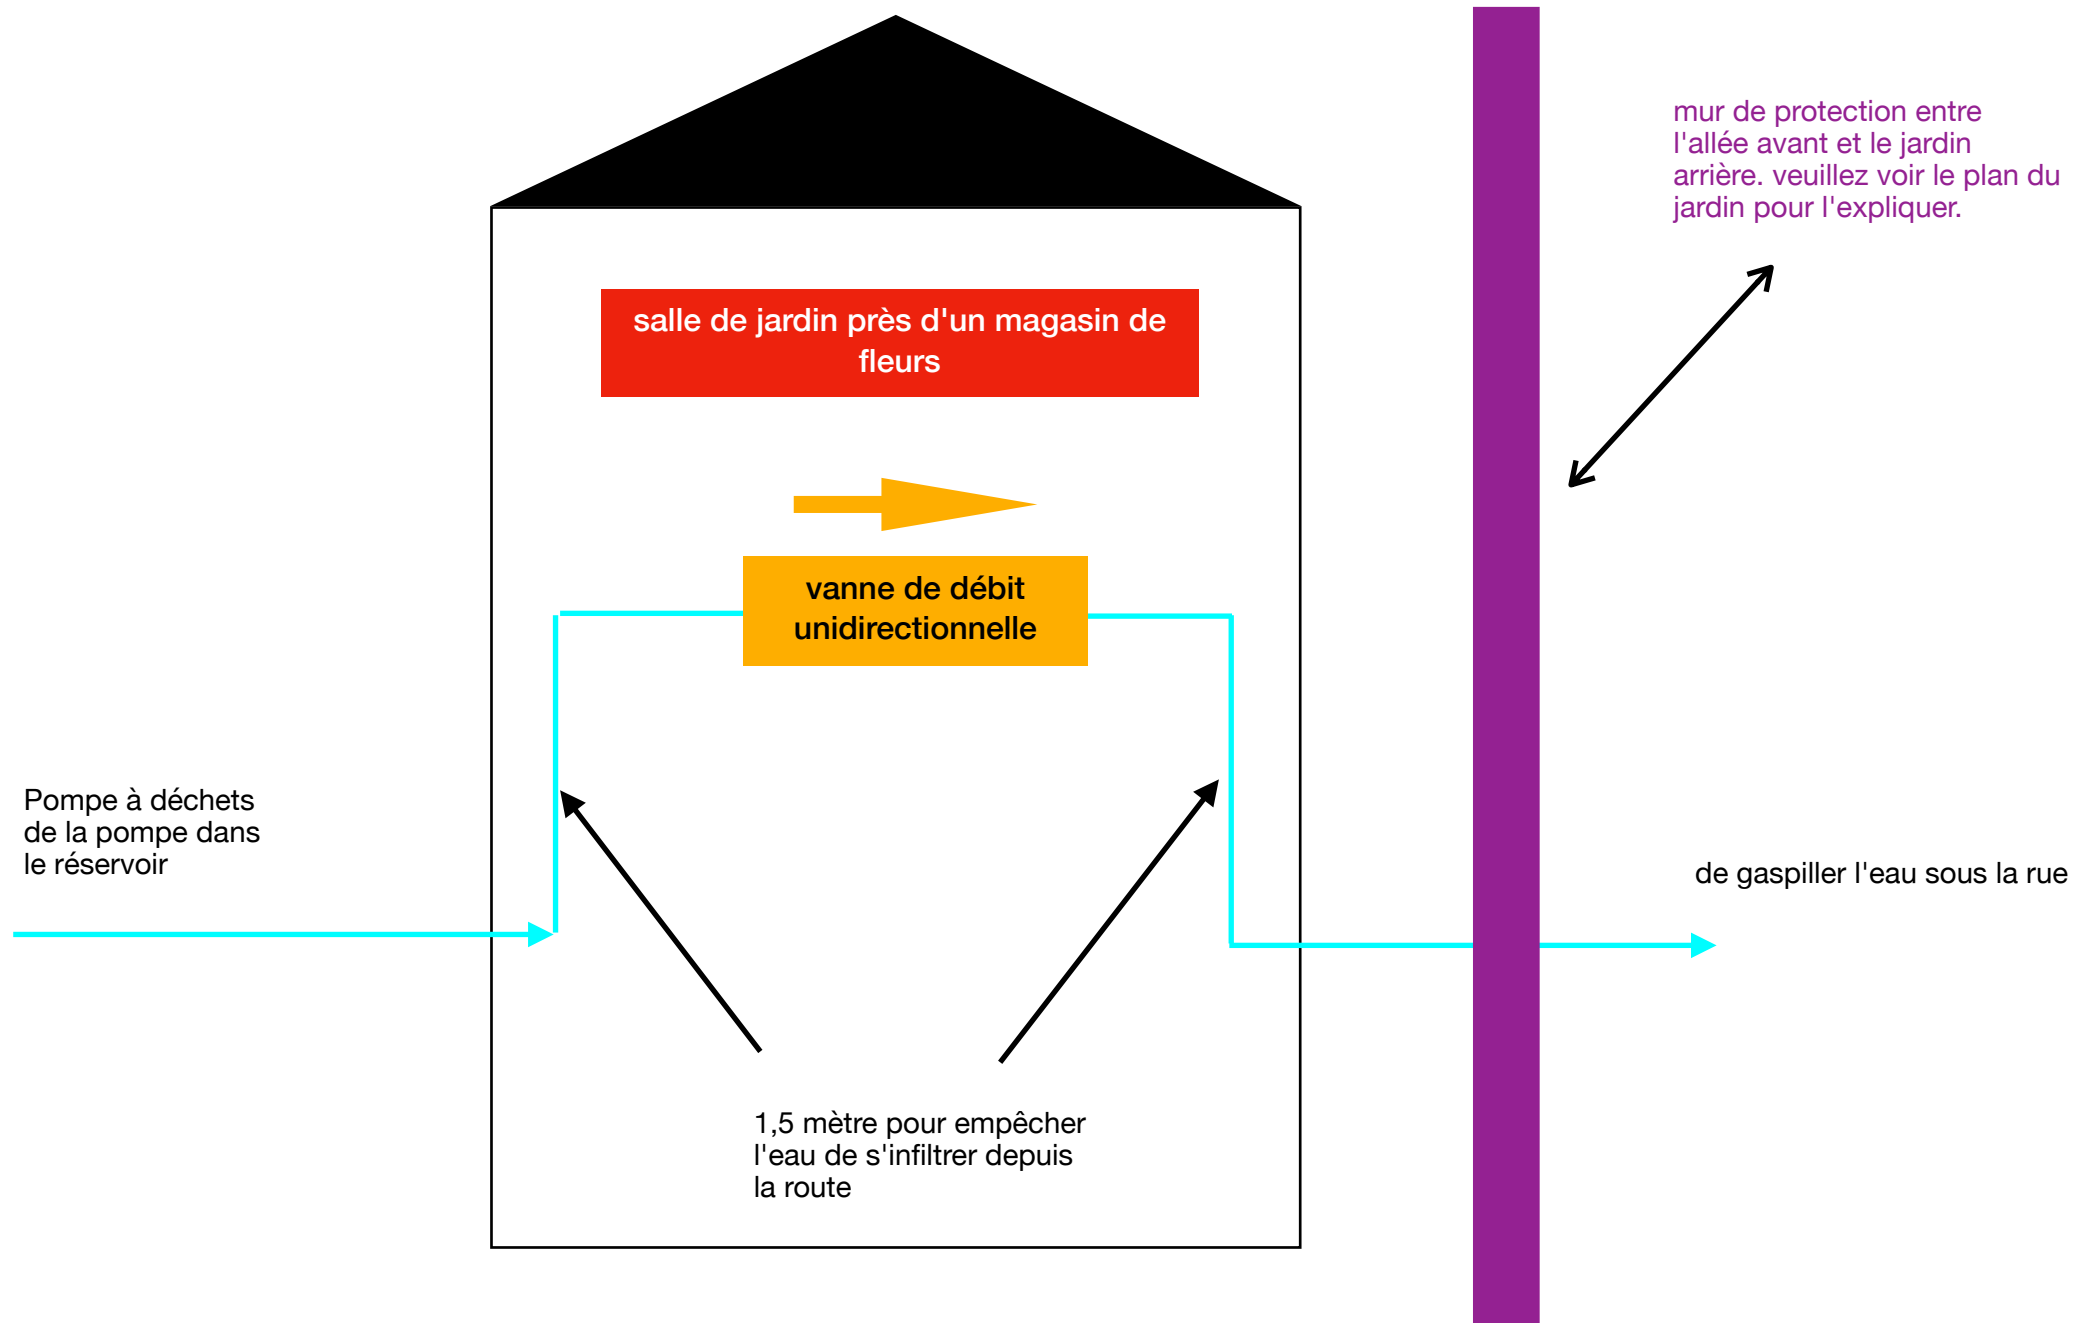 mur de protection entre
l'allée avant et le jardin
arrière. veuillez voir le plan du
jardin pour l'expliquer.
salle de jardin près d'un magasin de
fleurs
vanne de débit
unidirectionnelle
Pompe à déchets
de la pompe dans
le réservoir
de gaspiller l'eau sous la rue
1,5 mètre pour empêcher
l'eau de s'infiltrer depuis
la route